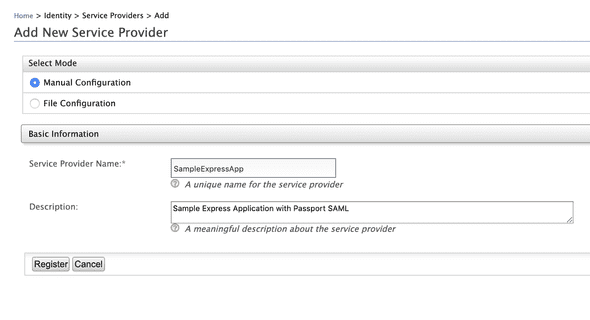 Home > Identity > Service Providers > Add
Add New Service Provider
Select Mode
Manual Configuration
File Configuration
Basic Information
Service Provider Name:* SampleExpressApp
? A unique name for the service provider
Description: Sample Express Application with Passport SAML
? A meaningful description about the service provider
Register Cancel